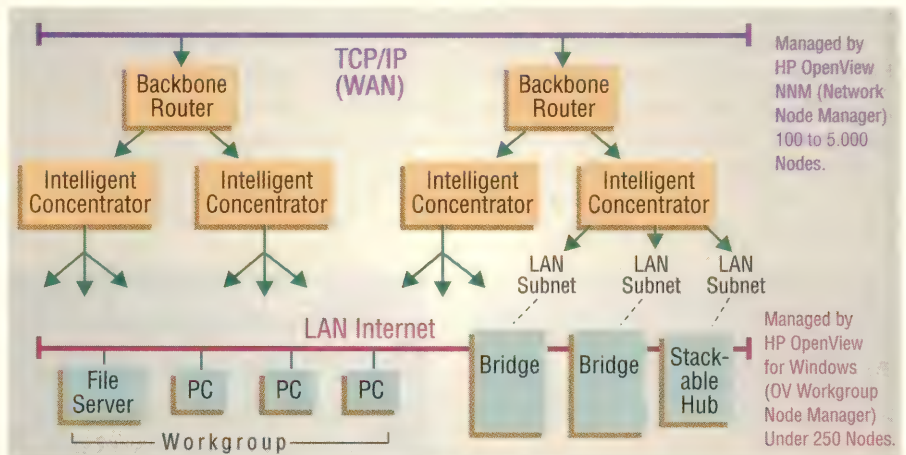 TCP/IP
(WAN)
Managed by
HP OpenView
NNM (Network
Node Manager)
100 to 5.000
Nodes.
Backbone
Router
Backbone
Router
Intelligent
Concentrator
Intelligent
Concentrator
Intelligent
Concentrator
Intelligent
Concentrator
LAN
Subnet
LAN
Subnet
LAN
Subnet
LAN Internet
File
Server
PC
PC
PC
Workgroup
Bridge
Bridge
Stack-
able
Hub
Managed by
HP OpenView
for Windows
(OV Workgroup
Node Manager)
Under 250 Nodes.